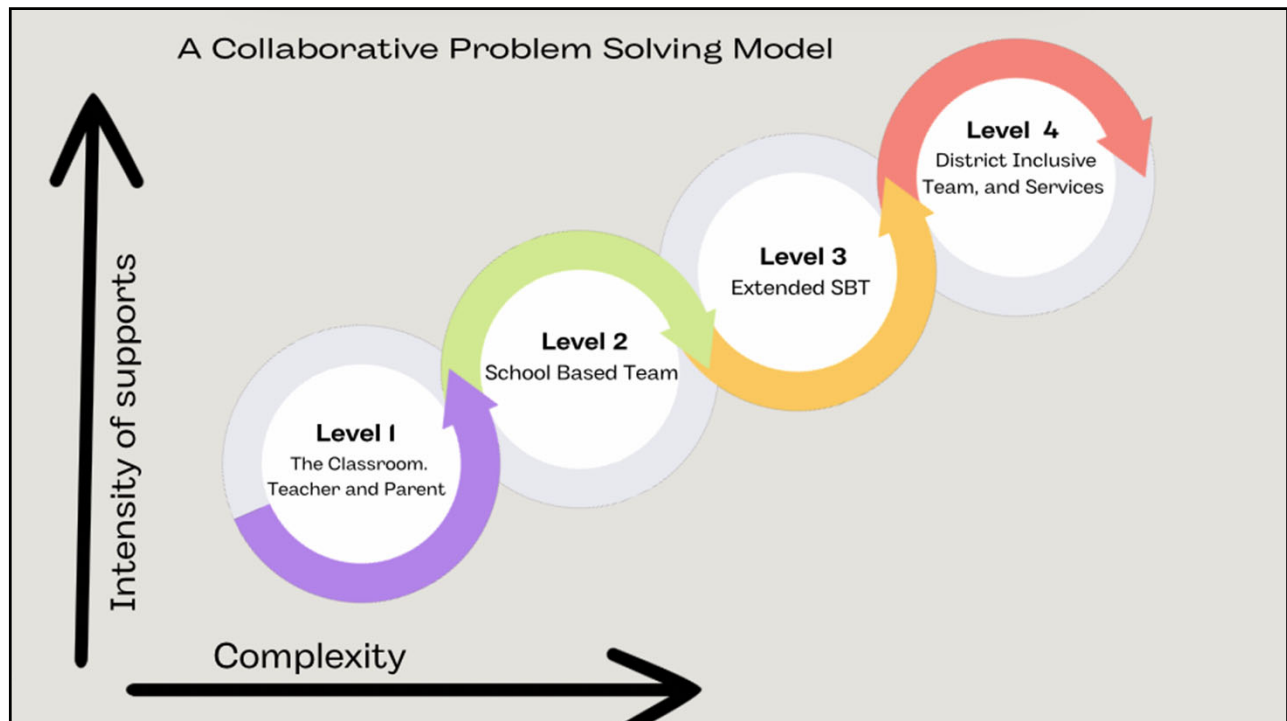 A Collaborative Problem Solving Model
Level 4
District Inclusive
Team, and Services
Level 3
Extended SBT
Level 2
School Based Team
Level 1
The Classroom.
Teacher and Parent
Intensity of supports
Complexity